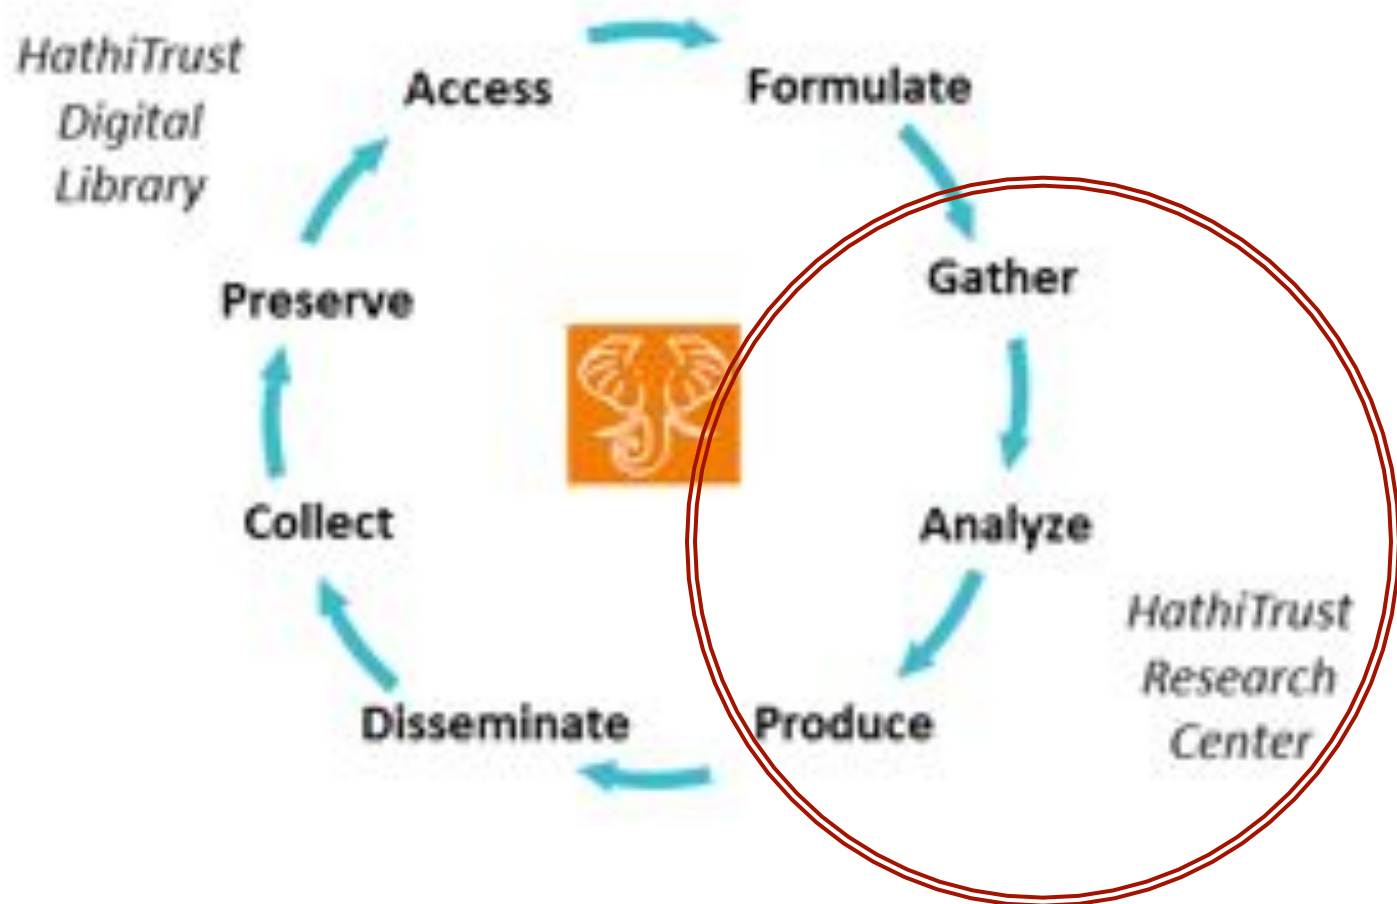 HathiTrust
Digital
Library
Access
Formulate
Gather
Analyze
HathiTrust
Research
Center
Produce
Disseminate
Collect
Preserve